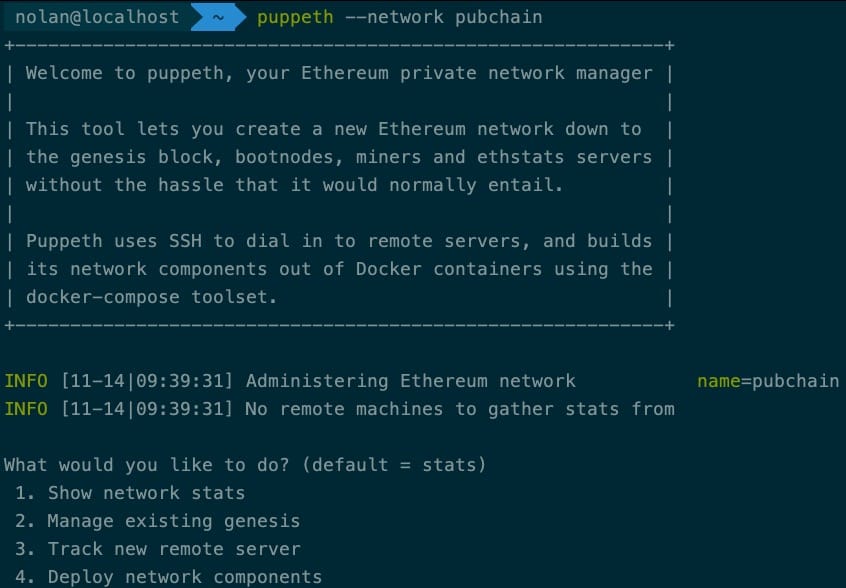 nolan@localhost ~ puppeth --network pubchain
+-----------------------------------------------------------+
| Welcome to puppeth, your Ethereum private network manager |
|                                                           |
| This tool lets you create a new Ethereum network down to  |
| the genesis block, bootnodes, miners and ethstats servers |
| without the hassle that it would normally entail.         |
|                                                           |
| Puppeth uses SSH to dial in to remote servers, and builds |
| its network components out of Docker containers using the |
| docker-compose toolset.                                   |
+-----------------------------------------------------------+
INFO [11-14|09:39:31] Administering Ethereum network           name=pubchain
INFO [11-14|09:39:31] No remote machines to gather stats from
What would you like to do? (default = stats)
 1. Show network stats
 2. Manage existing genesis
 3. Track new remote server
 4. Deploy network components